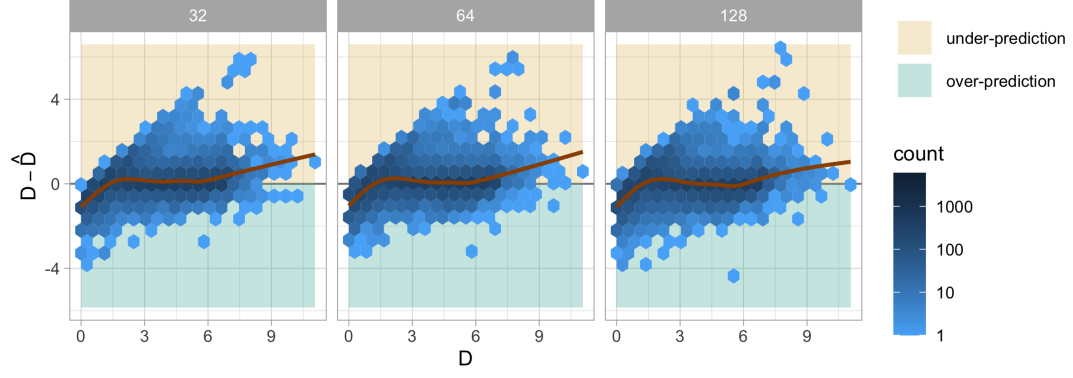 32
64
128
4
0
-4
D − D̂
0 3 6 9
0 3 6 9
0 3 6 9
D
under-prediction
over-prediction
count
1000
100
10
1